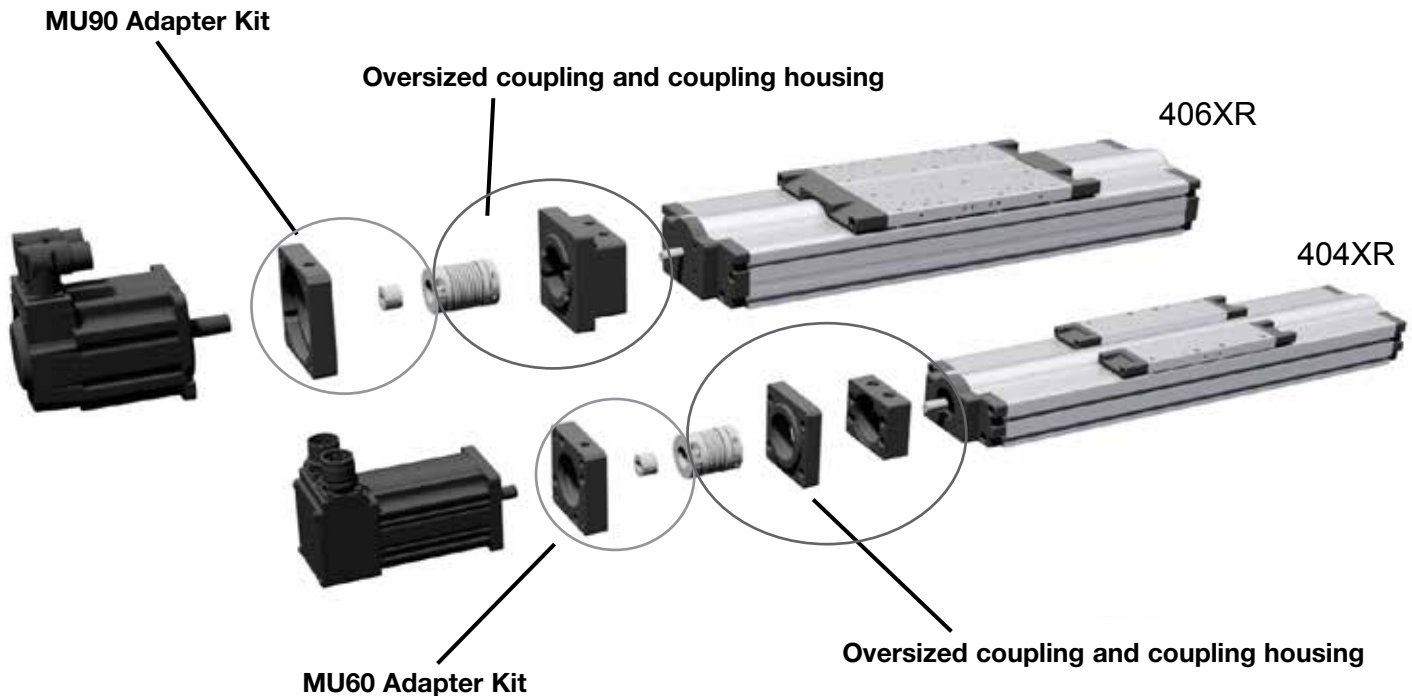 MU90 Adapter Kit
Oversized coupling and coupling housing
406XR
404XR
Oversized coupling and coupling housing
MU60 Adapter Kit